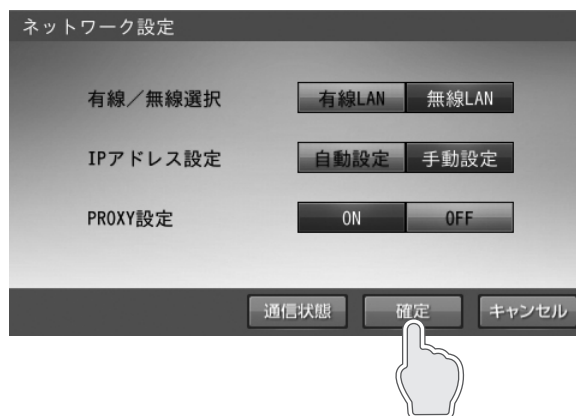 ネットワーク設定
有線／無線選択 有線LAN 無線LAN
IPアドレス設定 自動設定 手動設定
PROXY設定 ON OFF
通信状態 確定 キャンセル